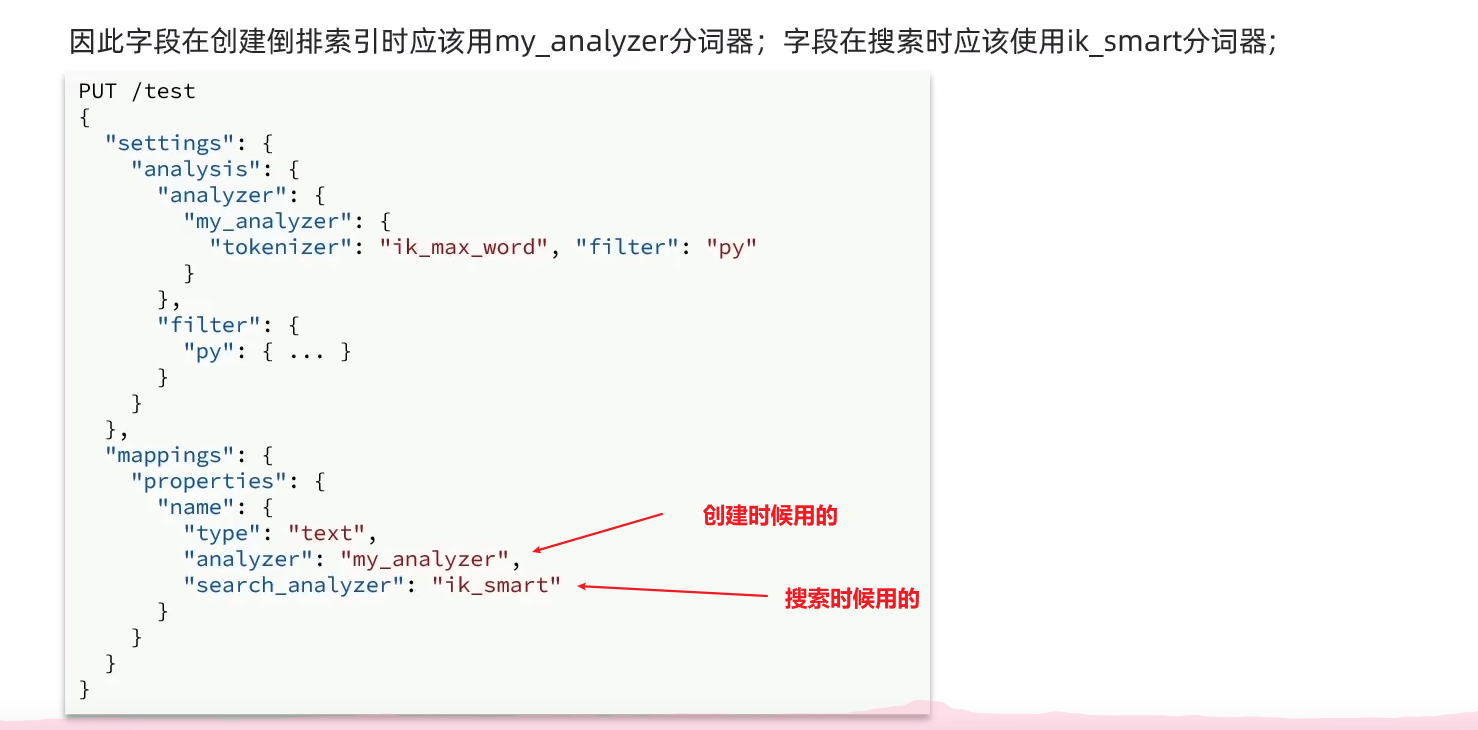 因此字段在创建倒排索引时应该用my_analyzer分词器；字段在搜索时应该使用ik_smart分词器;
PUT /test
{
  "settings": {
    "analysis": {
      "analyzer": {
        "my_analyzer": {
          "tokenizer": "ik_max_word", "filter": "py"
        }
      },
      "filter": {
        "py": { ... }
      }
    }
  },
  "mappings": {
    "properties": {
      "name": {
        "type": "text",
        "analyzer": "my_analyzer",
        "search_analyzer": "ik_smart"
      }
    }
  }
}
创建时候用的
搜索时候用的